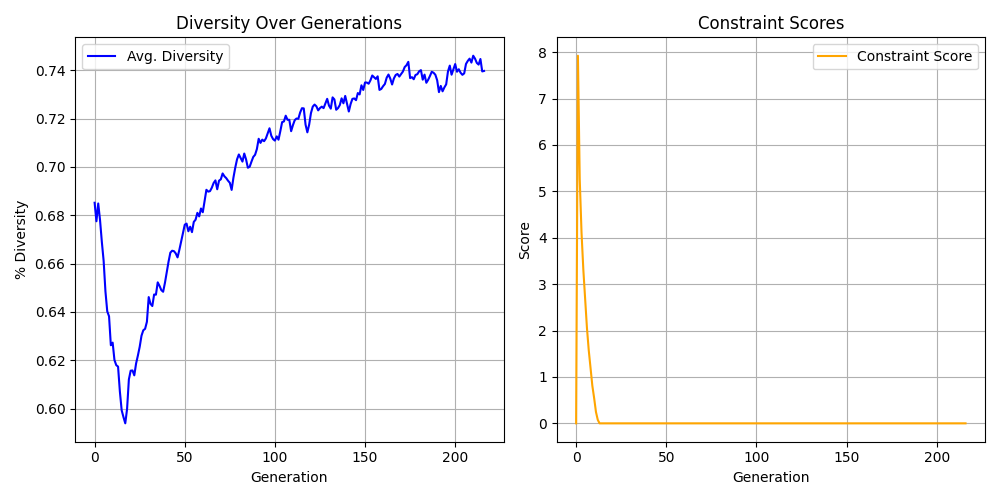 Diversity Over Generations
Avg. Diversity
% Diversity
0.74
0.72
0.70
0.68
0.66
0.64
0.62
0.60
0 50 100 150 200
Generation
Constraint Scores
Constraint Score
Score
8
7
6
5
4
3
2
1
0
0 50 100 150 200
Generation